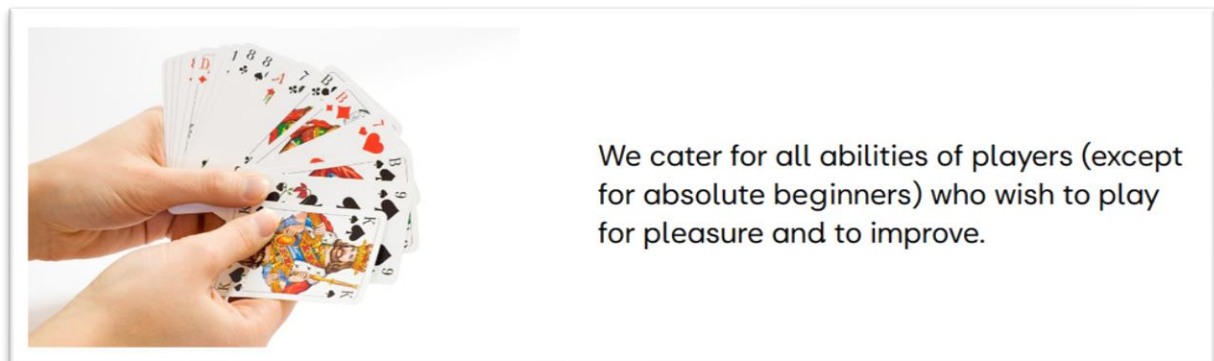 We cater for all abilities of players (except
for absolute beginners) who wish to play
for pleasure and to improve.